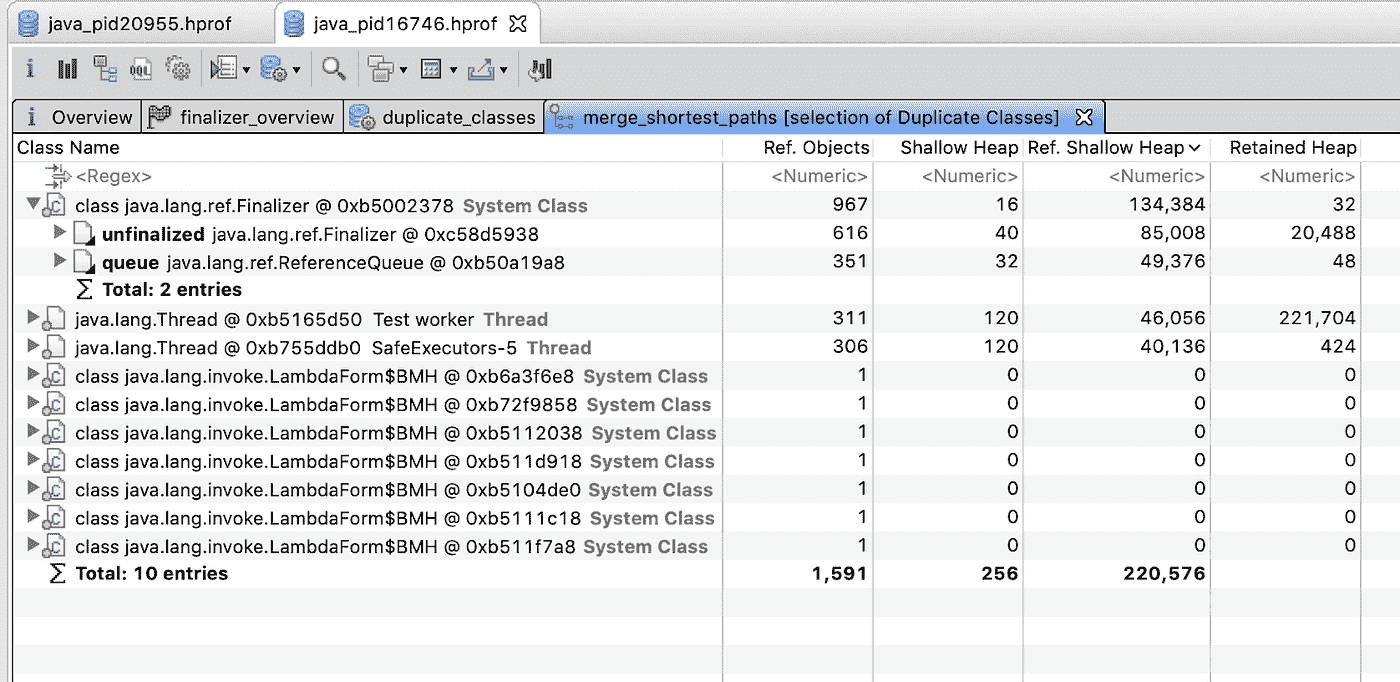 java_pid20955.hprof java_pid16746.hprof
i OQL
i Overview finalizer_overview duplicate_classes merge_shortest_paths [selection of Duplicate Classes]
Class Name Ref. Objects Shallow Heap Ref. Shallow Heap Retained Heap
<Regex> <Numeric> <Numeric> <Numeric> <Numeric>
class java.lang.ref.Finalizer @ 0xb5002378 System Class 967 16 134,384 32
unfinalized java.lang.ref.Finalizer @ 0xc58d5938 616 40 85,008 20,488
queue java.lang.ref.ReferenceQueue @ 0xb50a19a8 351 32 49,376 48
∑ Total: 2 entries
java.lang.Thread @ 0xb5165d50 Test worker Thread 311 120 46,056 221,704
java.lang.Thread @ 0xb755ddb0 SafeExecutors-5 Thread 306 120 40,136 424
class java.lang.invoke.LambdaForm$BMH @ 0xb6a3f6e8 System Class 1 0 0 0
class java.lang.invoke.LambdaForm$BMH @ 0xb72f9858 System Class 1 0 0 0
class java.lang.invoke.LambdaForm$BMH @ 0xb5112038 System Class 1 0 0 0
class java.lang.invoke.LambdaForm$BMH @ 0xb511d918 System Class 1 0 0 0
class java.lang.invoke.LambdaForm$BMH @ 0xb5104de0 System Class 1 0 0 0
class java.lang.invoke.LambdaForm$BMH @ 0xb5111c18 System Class 1 0 0 0
class java.lang.invoke.LambdaForm$BMH @ 0xb511f7a8 System Class 1 0 0 0
∑ Total: 10 entries 1,591 256 220,576